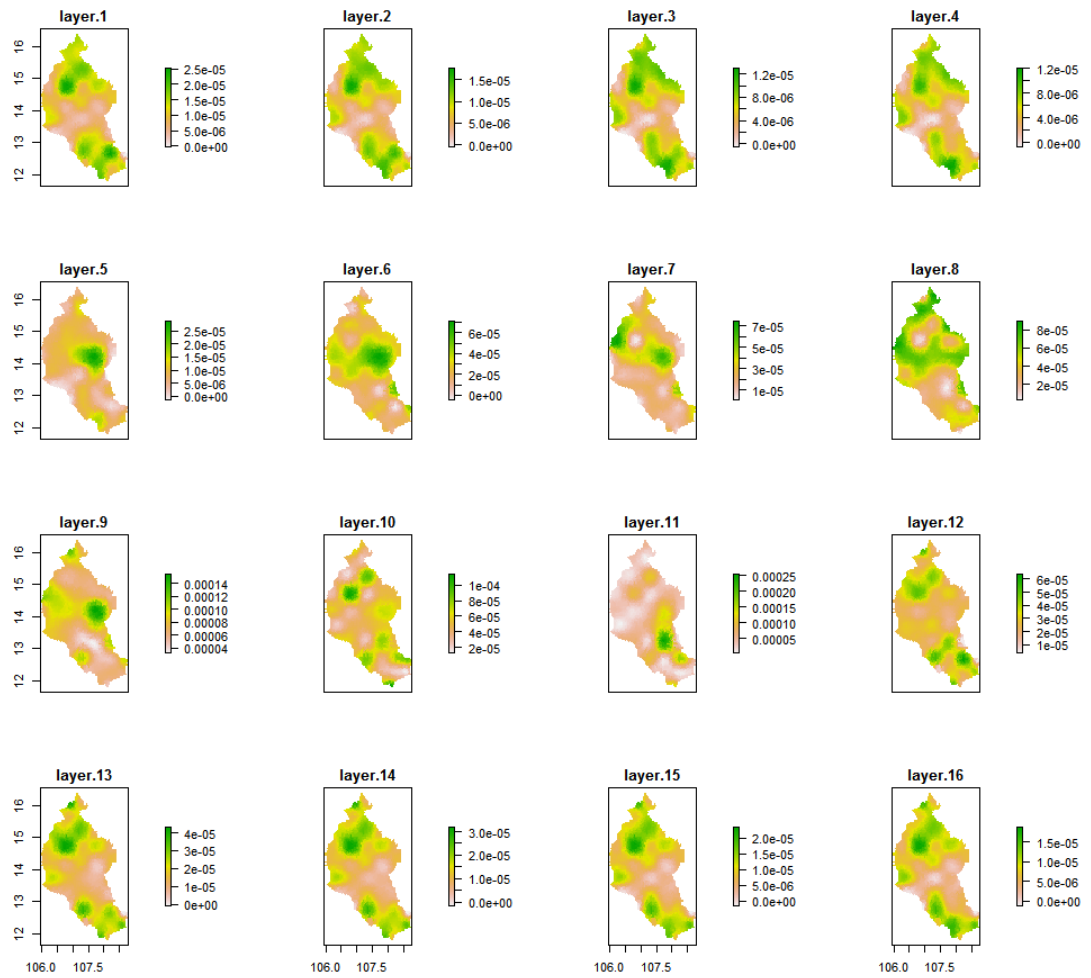 layer.1
layer.2
layer.3
layer.4
16
15
14
13
12
2.5e-05
2.0e-05
1.5e-05
1.0e-05
5.0e-06
0.0e+00
1.5e-05
1.0e-05
5.0e-06
0.0e+00
1.2e-05
8.0e-06
4.0e-06
0.0e+00
1.2e-05
8.0e-06
4.0e-06
0.0e+00
layer.5
layer.6
layer.7
layer.8
16
15
14
13
12
2.5e-05
2.0e-05
1.5e-05
1.0e-05
5.0e-06
0.0e+00
6e-05
4e-05
2e-05
0e+00
7e-05
5e-05
3e-05
1e-05
8e-05
6e-05
4e-05
2e-05
layer.9
layer.10
layer.11
layer.12
16
15
14
13
12
0.00014
0.00012
0.00010
0.00008
0.00006
0.00004
1e-04
8e-05
6e-05
4e-05
2e-05
0.00025
0.00020
0.00015
0.00010
0.00005
6e-05
5e-05
4e-05
3e-05
2e-05
1e-05
layer.13
layer.14
layer.15
layer.16
16
15
14
13
12
4e-05
3e-05
2e-05
1e-05
0e+00
3.0e-05
2.0e-05
1.0e-05
0.0e+00
2.0e-05
1.5e-05
1.0e-05
5.0e-06
0.0e+00
1.5e-05
1.0e-05
5.0e-06
0.0e+00
106.0 107.5
106.0 107.5
106.0 107.5
106.0 107.5